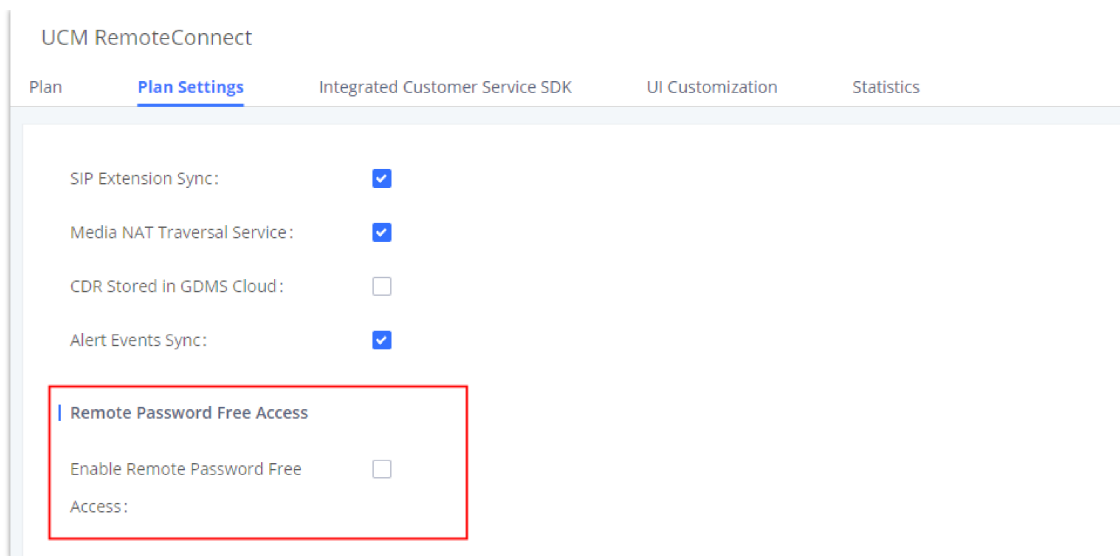 UCM RemoteConnect
Plan Plan Settings Integrated Customer Service SDK UI Customization Statistics
SIP Extension Sync:
Media NAT Traversal Service:
CDR Stored in GDMS Cloud:
Alert Events Sync:
Remote Password Free Access
Enable Remote Password Free
Access: